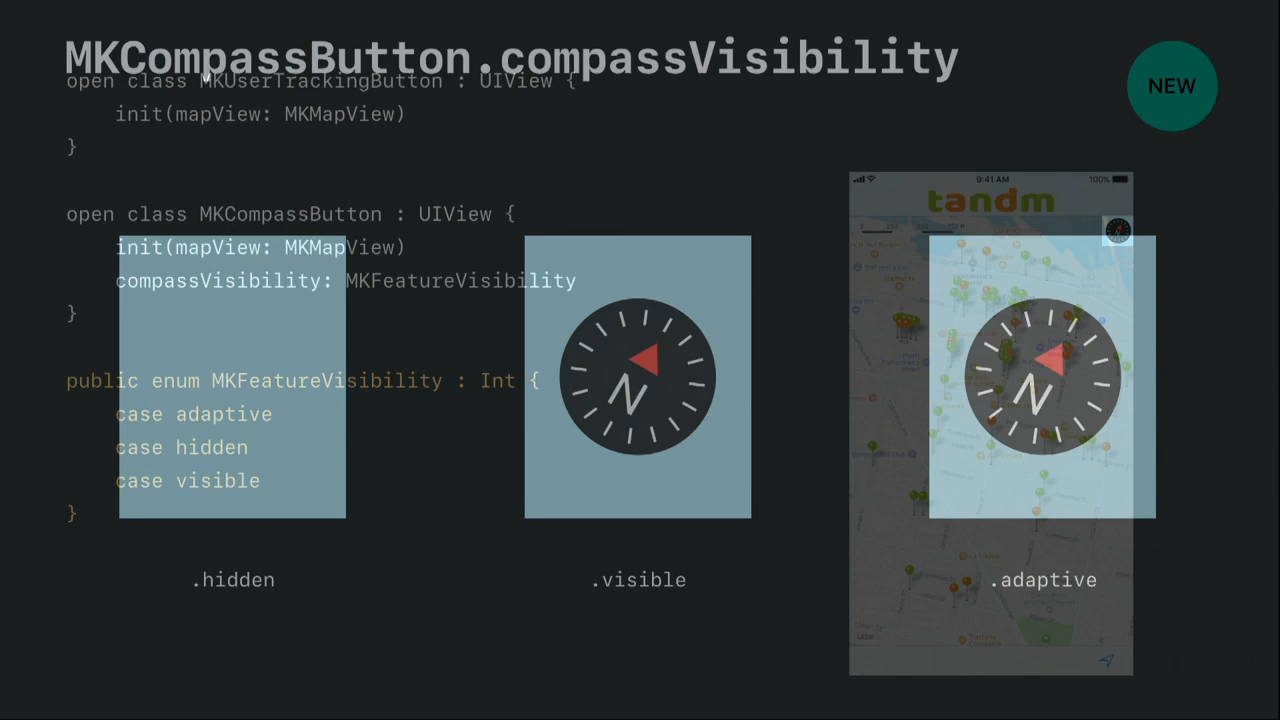 MKCompassButton.compassVisibility
NEW
open class MKUserTrackingButton : UIView {
init(mapView: MKMapView)
}
open class MKCompassButton : UIView {
init(mapView: MKMapView)
compassVisibility: MKFeatureVisibility
}
public enum MKFeatureVisibility : Int {
case adaptive
case hidden
case visible
}
9:41 AM
100%
tandm
N
N
.hidden
.visible
.adaptive